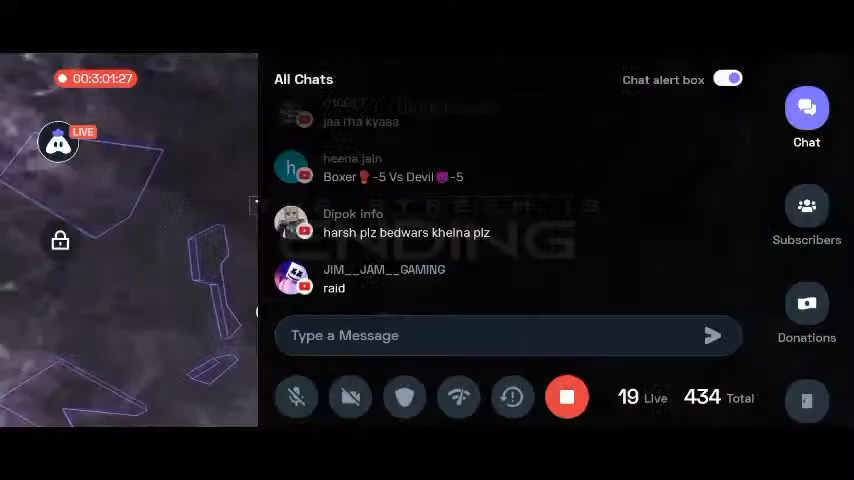 00:3:01:27
LIVE
All Chats
Chat alert box
jaa rha kyaaa
Chat
heena jain
Boxer🥊-5 Vs Devil😈-5
Dipok info
harsh plz bedwars khelna plz
Subscribers
ENDING
JIM__JAM__GAMING
raid
Type a Message
Donations
19 Live 434 Total